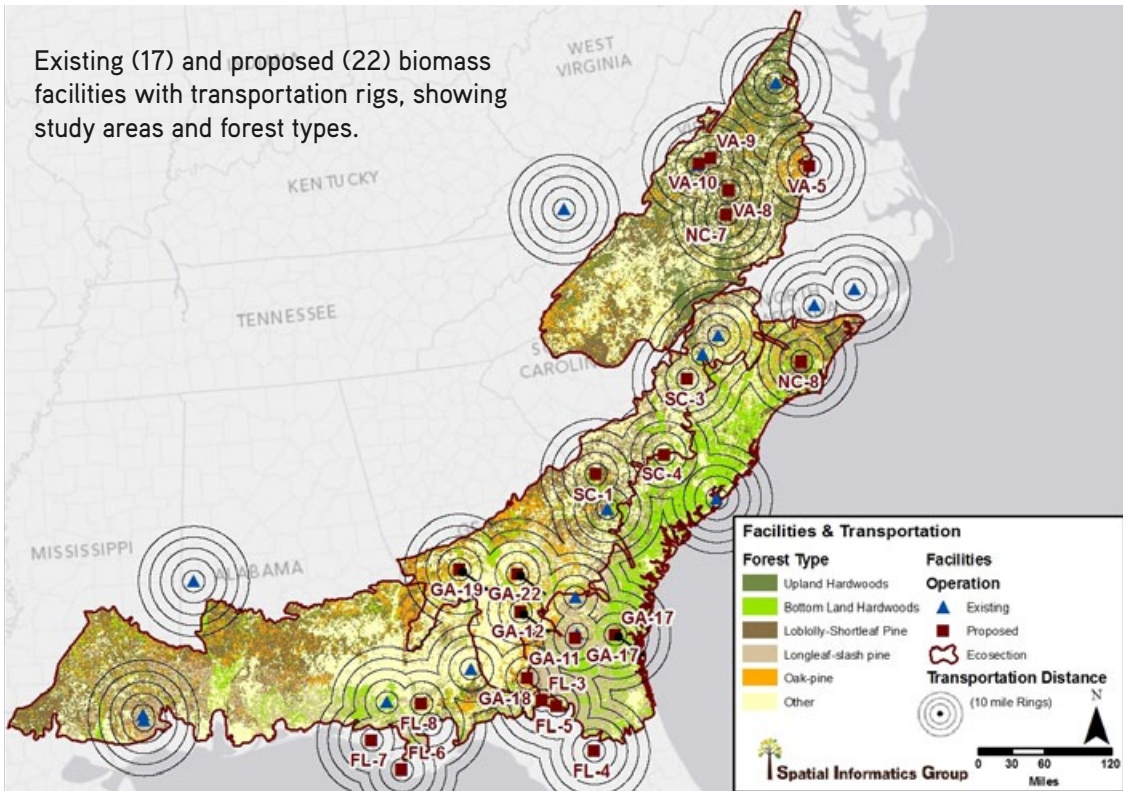 Existing (17) and proposed (22) biomass
facilities with transportation rigs, showing
study areas and forest types.
WEST
VIRGINIA
KENTUCKY
TENNESSEE
CAROLINA
MISSISSIPPI
ALABAMA
VA-9
VA-10
VA-5
VA-8
NC-7
NC-8
SC-3
SC-4
SC-1
GA-19
GA-22
GA-12
GA-17
GA-11
GA-17
GA-18
FL-3
FL-5
FL-8
FL-7
FL-6
FL-4
Facilities & Transportation
Forest Type
Upland Hardwoods
Bottom Land Hardwoods
Loblolly-Shortleaf Pine
Longleaf-slash pine
Oak-pine
Other
Facilities
Operation
Existing
Proposed
Ecosection
Transportation Distance
(10 mile Rings)
N
0 30 60 120
Miles
Spatial Informatics Group